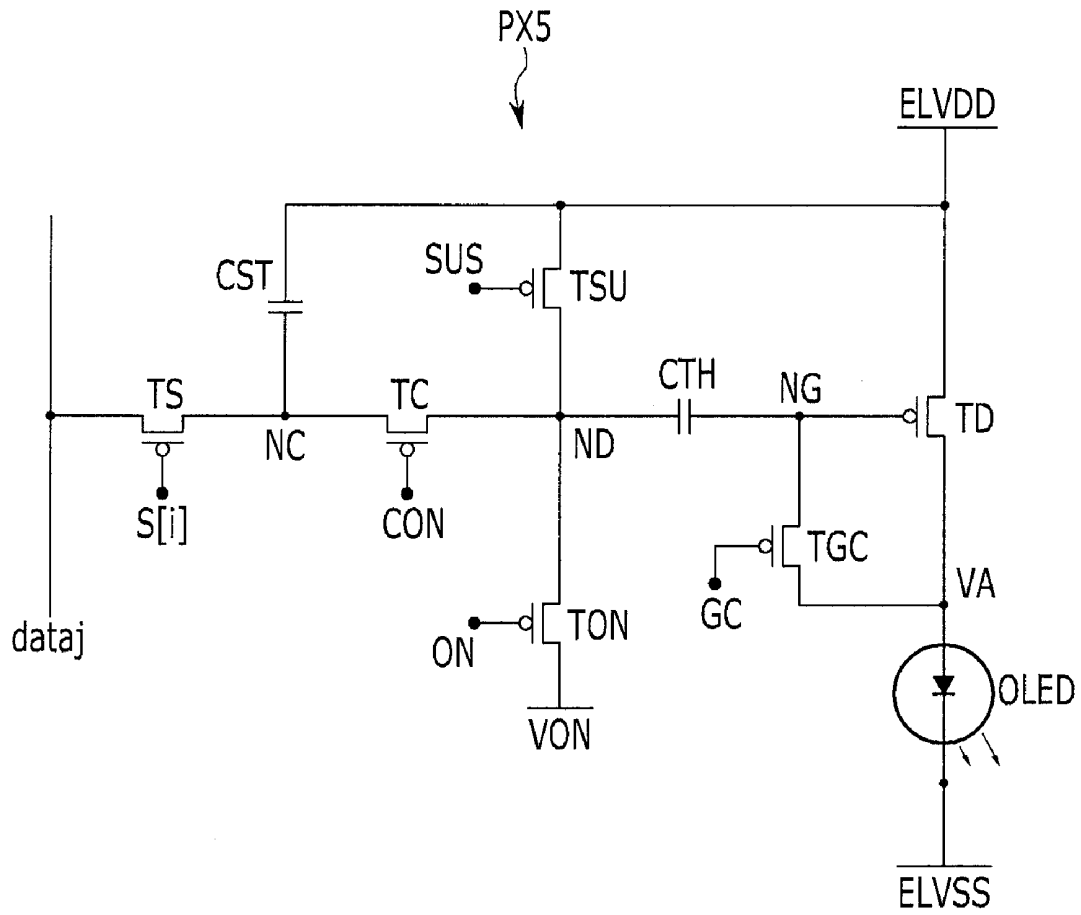 PX5
ELVDD
SUS
TSU
CST
TS
TC
CTH
NG
TD
NC
ND
S[i]
CON
TGC
GC
VA
dataj
ON
TON
OLED
VON
ELVSS